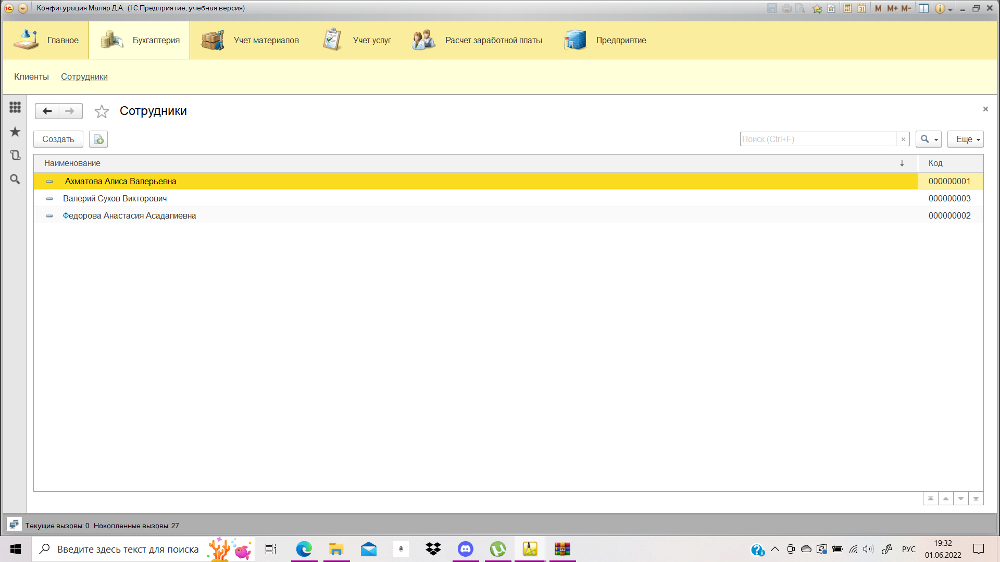 Конфигурация Маляр Д.А. (1С:Предприятие, учебная версия)
M M+ M-
Главное
Бухгалтерия
Учет материалов
Учет услуг
Расчет заработной платы
Предприятие
Клиенты
Сотрудники
Сотрудники
Создать
Поиск (Ctrl+F)
Еще
Наименование
Код
Ахматова Алиса Валерьевна
000000001
Валерий Сухов Викторович
000000003
Федорова Анастасия Асадалиевна
000000002
Текущие вызовы: 0 Накопленные вызовы: 27
Введите здесь текст для поиска
a
РУС
19:32
01.06.2022